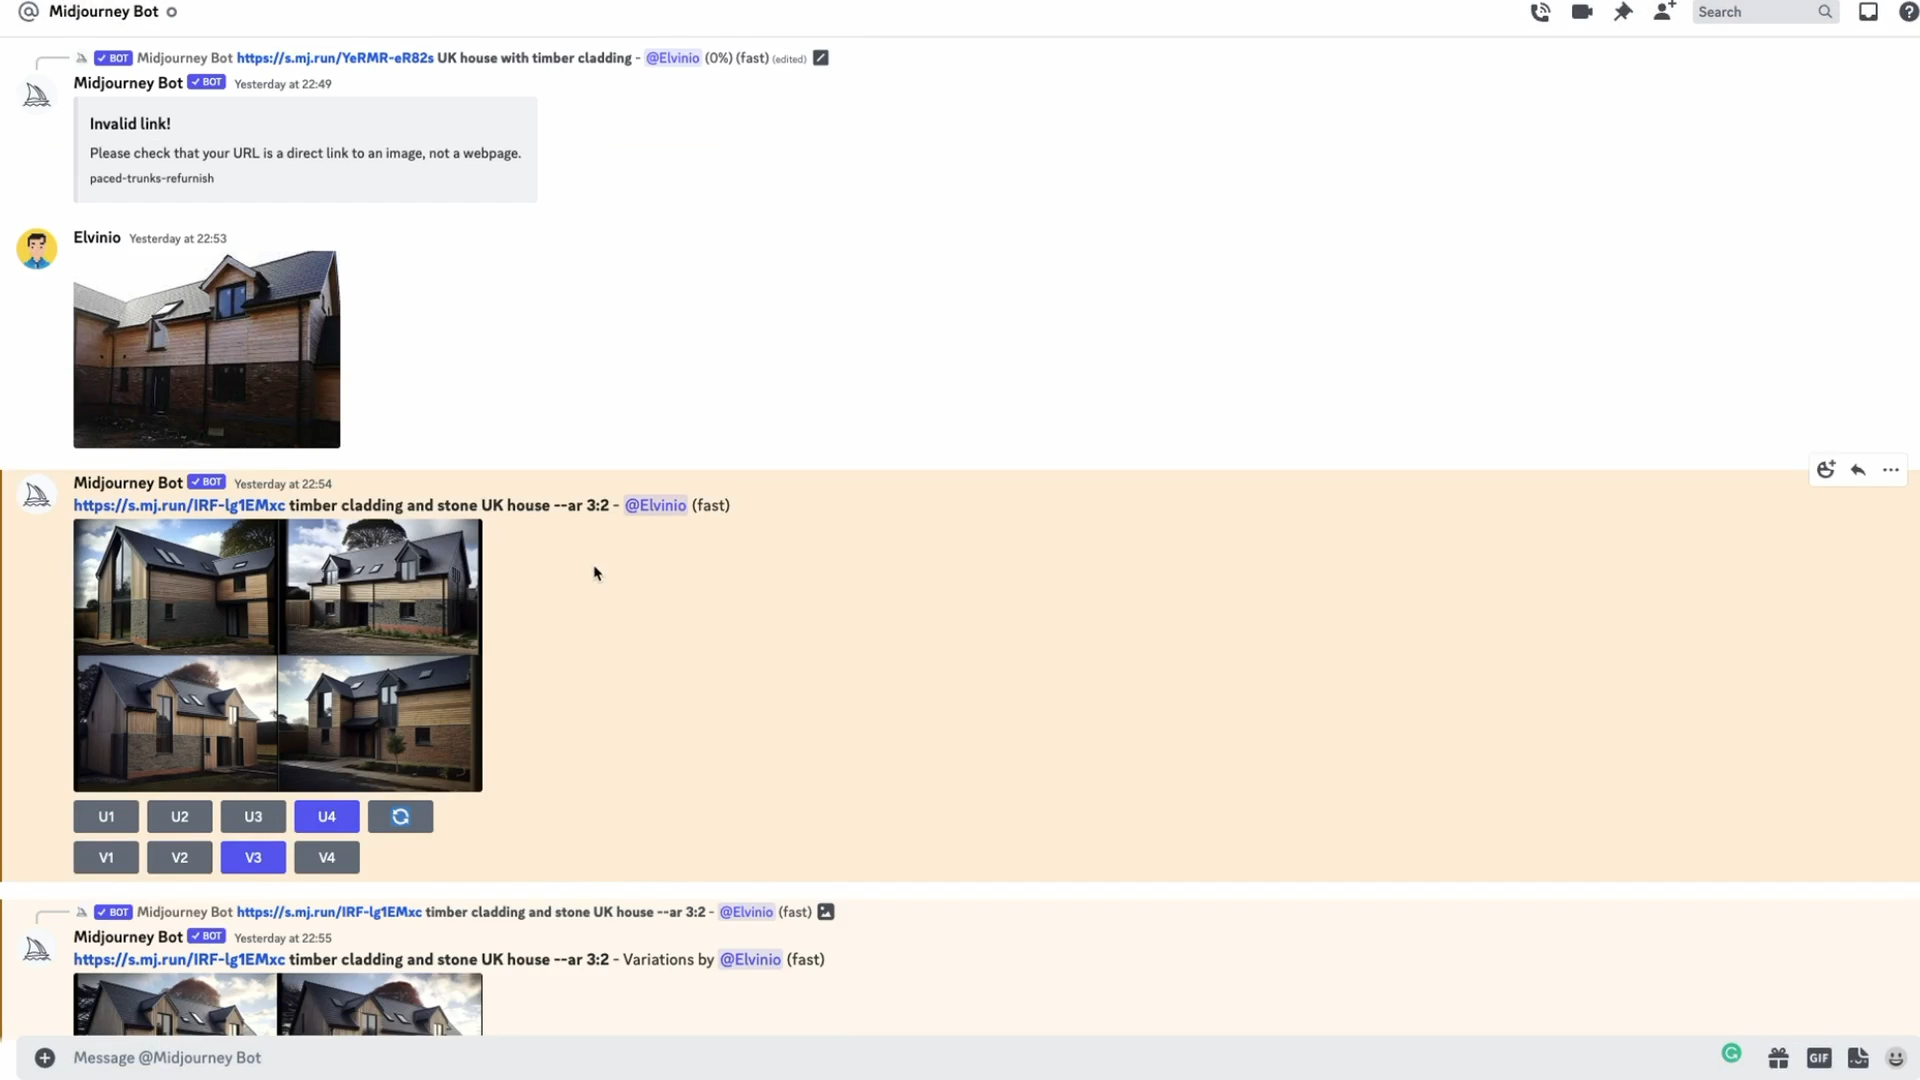 Midjourney Bot
Search
BOT Midjourney Bot https://s.mj.run/YeRMR-eR82s UK house with timber cladding - @Elvinio (0%) (fast) (edited)
Midjourney Bot BOT Yesterday at 22:49
Invalid link!
Please check that your URL is a direct link to an image, not a webpage.
paced-trunks-refurnish
Elvinio Yesterday at 22:53
Midjourney Bot BOT Yesterday at 22:54
https://s.mj.run/IRF-lg1EMxc timber cladding and stone UK house --ar 3:2 - @Elvinio (fast)
U1 U2 U3 U4
V1 V2 V3 V4
BOT Midjourney Bot https://s.mj.run/IRF-lg1EMxc timber cladding and stone UK house --ar 3:2 - @Elvinio (fast)
Midjourney Bot BOT Yesterday at 22:55
https://s.mj.run/IRF-lg1EMxc timber cladding and stone UK house --ar 3:2 - Variations by @Elvinio (fast)
Message @Midjourney Bot
GIF